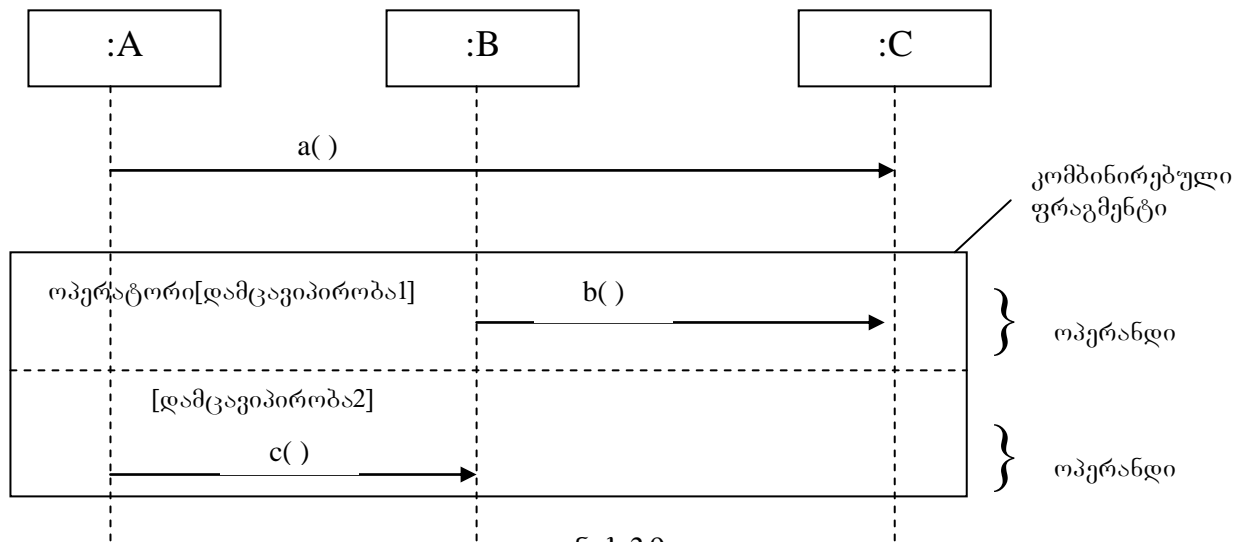 :A
:B
:C
a( )
კომბინირებული
ფრაგმენტი
ოპერატორი[დამცავიპირობა1]
b( )
ოპერანდი
[დამცავიპირობა2]
c( )
ოპერანდი